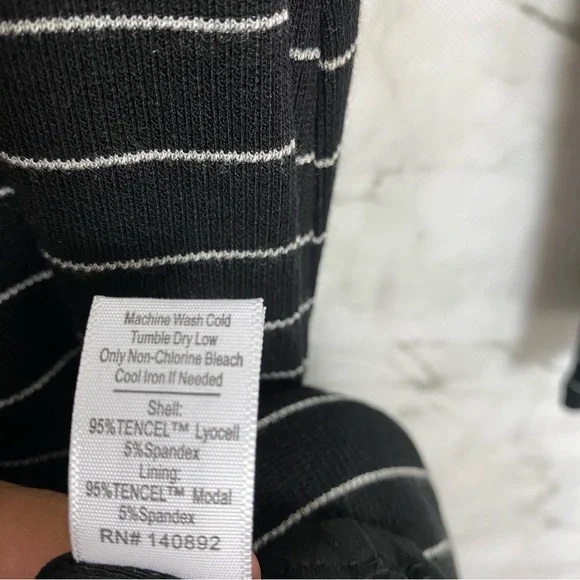 Machine Wash Cold
Tumble Dry Low
Only Non-Chlorine Bleach
Cool Iron If Needed
Shell:
95%TENCEL™ Lyocell
5%Spandex
Lining:
95%TENCEL™ Modal
5%Spandex
RN# 140892